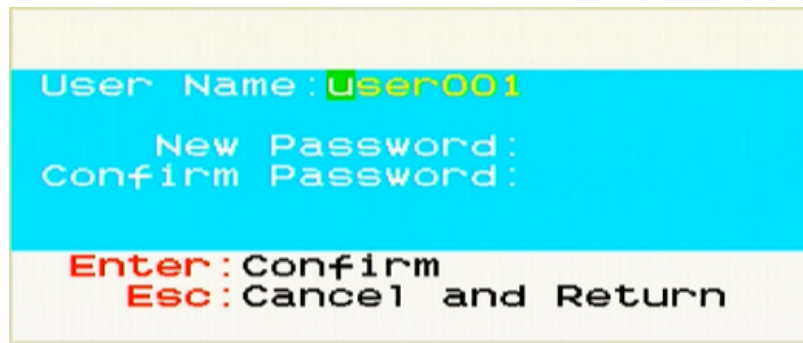 User Name:user001
New Password:
Confirm Password:
Enter:Confirm
Esc:Cancel and Return